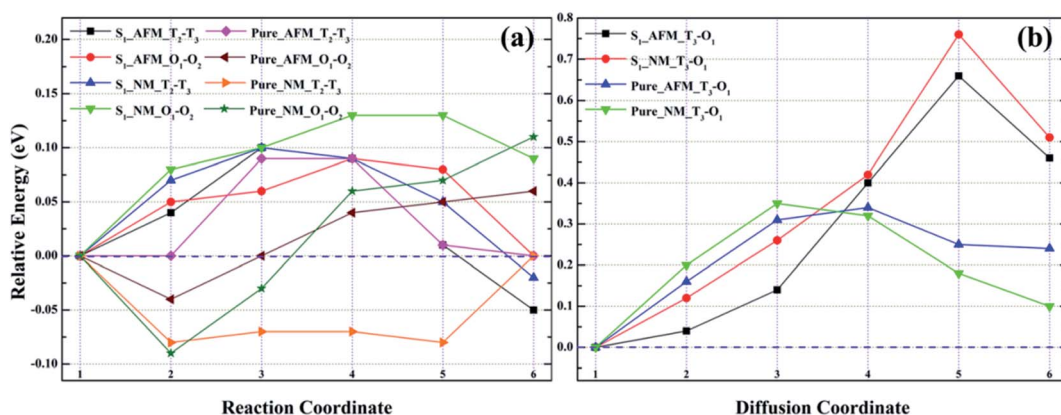 (a)
S₁_AFM_T₂-T₃
S₁_AFM_O₁-O₂
S₁_NM_T₂-T₃
S₁_NM_O₁-O₂
Pure_AFM_T₂-T₃
Pure_AFM_O₁-O₂
Pure_NM_T₂-T₃
Pure_NM_O₁-O₂
Relative Energy (eV)
0.20
0.15
0.10
0.05
0.00
-0.05
-0.10
1 2 3 4 5 6
Reaction Coordinate
(b)
S₁_AFM_T₃-O₁
S₁_NM_T₃-O₁
Pure_AFM_T₃-O₁
Pure_NM_T₃-O₁
0.8
0.7
0.6
0.5
0.4
0.3
0.2
0.1
0.0
1 2 3 4 5 6
Diffusion Coordinate